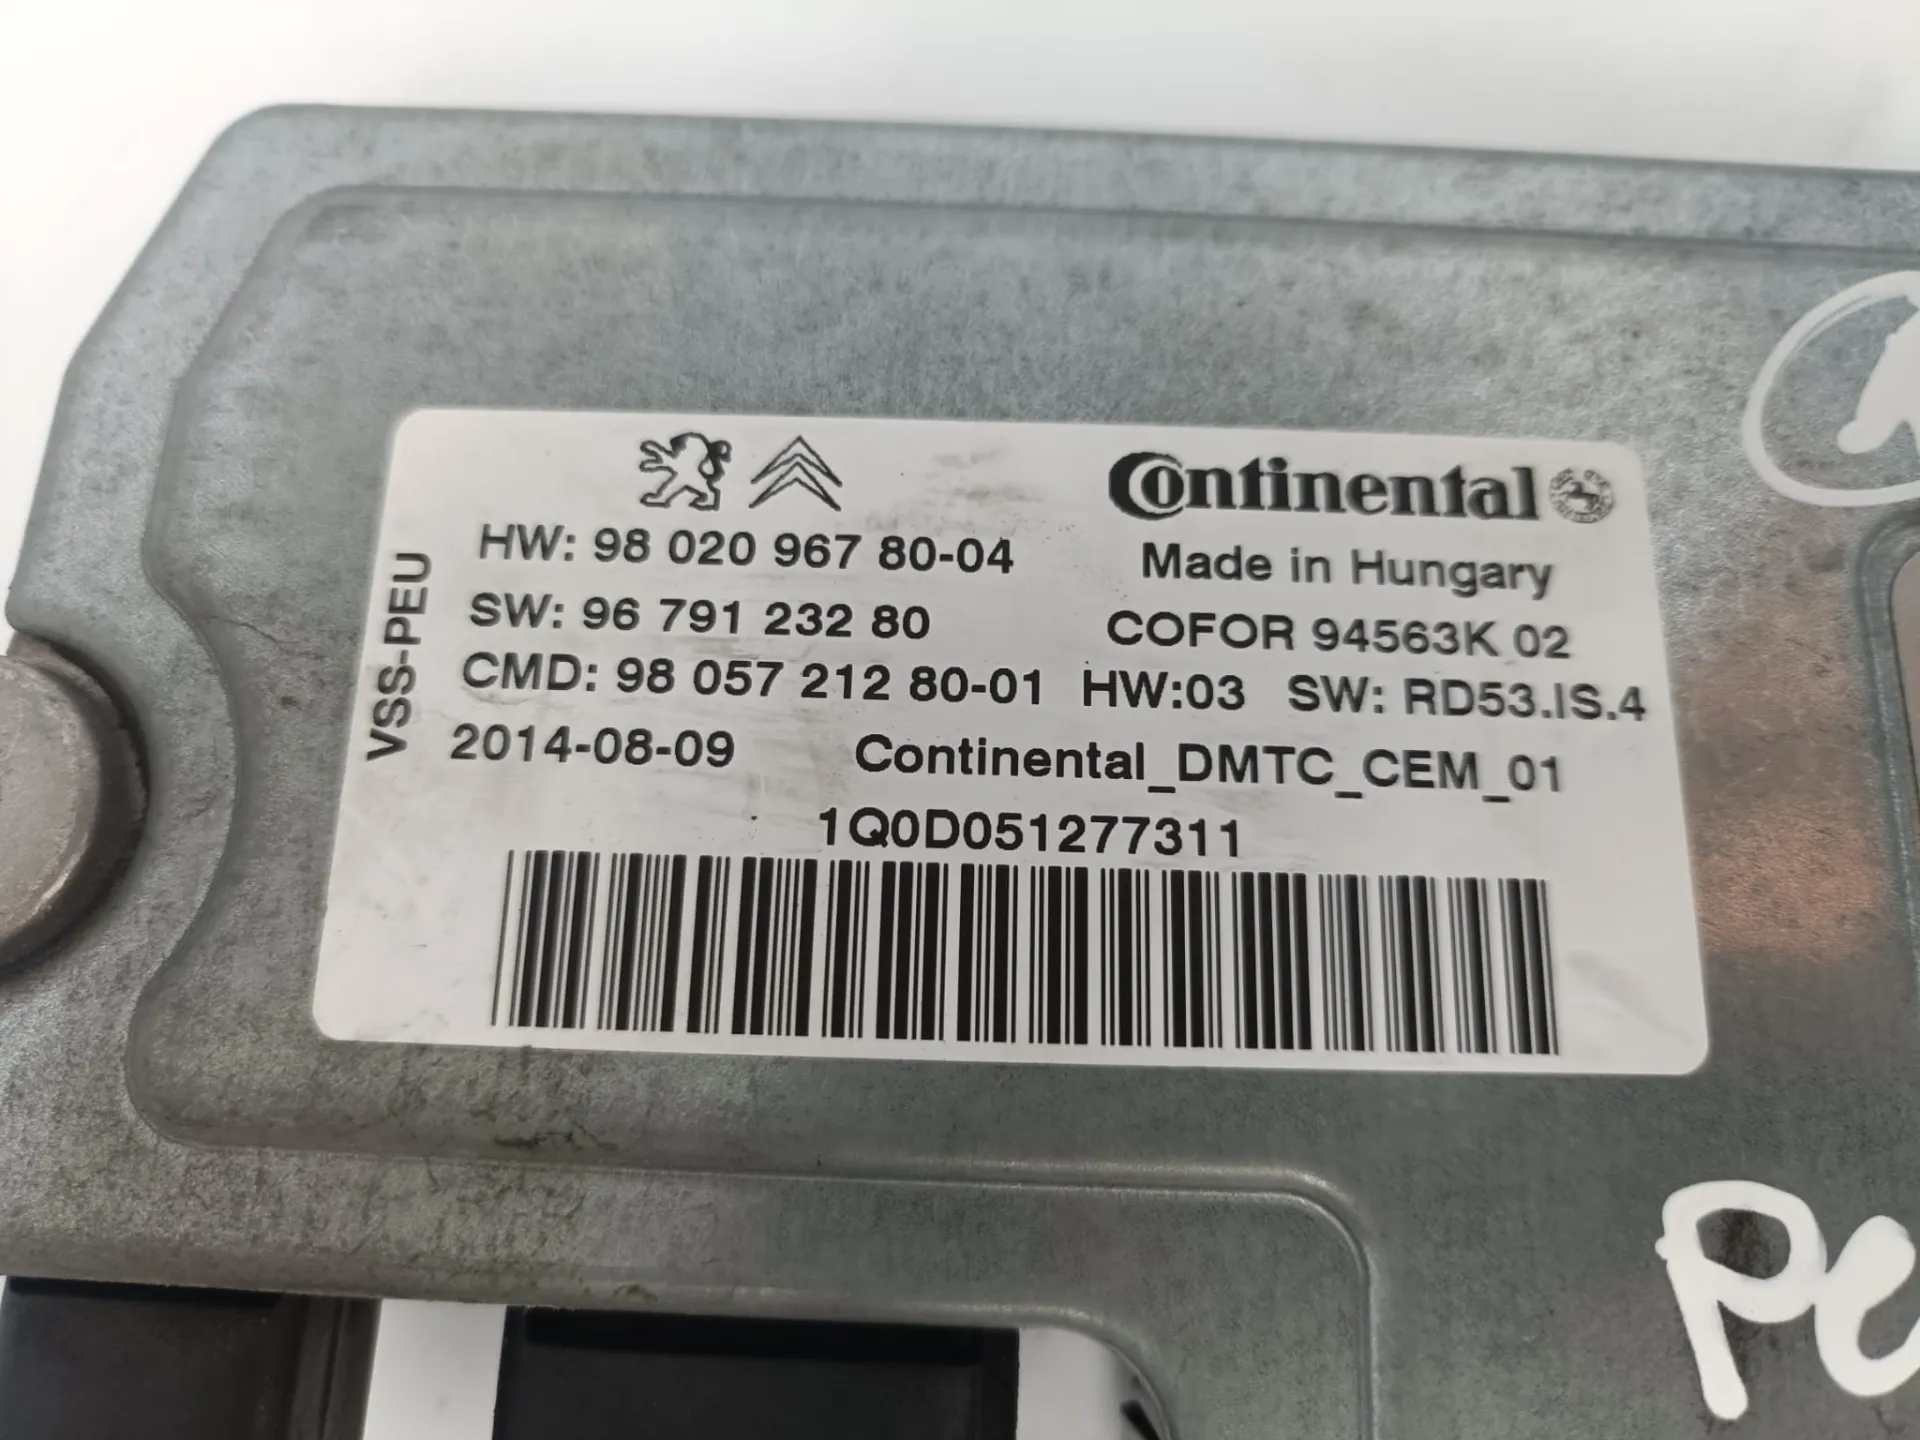 Continental
HW: 98 020 967 80-04
Made in Hungary
SW: 96 791 232 80
COFOR 94563K 02
CMD: 98 057 212 80-01 HW:03 SW: RD53.IS.4
2014-08-09 Continental_DMTC_CEM_01
1Q0D051277311
VSS-PEU